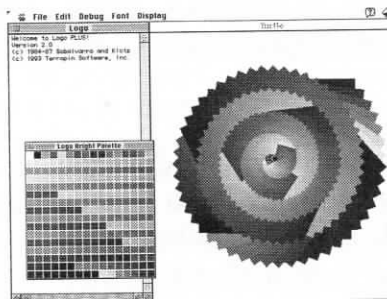 File Edit Debug Font Display
Logo
Turtle
Welcome to Logo PLUS!
Version 2.0
(c) 1984-87 Sobalvarro and Klotz
(c) 1993 Terrapin Software, Inc.
Logo Bright Palette